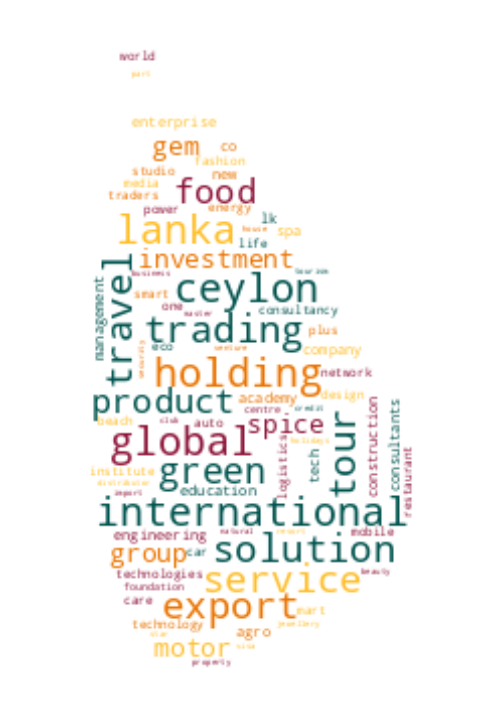 world
part
enterprise
gem co
fashion
studio new
media
traders
power energy
food
lk
lanka house spa
life
investment
business tourism
travel
management
ceylon
smart
one consultancy
master
trading plus
eco venture company
security
holding network
product academy design
centre credit
beach club auto spice
global holidays
tour
construction
consultants
restaurant
logistics
tech
institute green
distributor
import education
international
engineering natural resort mobile
group car solution
technologies service beauty
foundation
care export mart
technology jewellery
star agro
motor visa
property